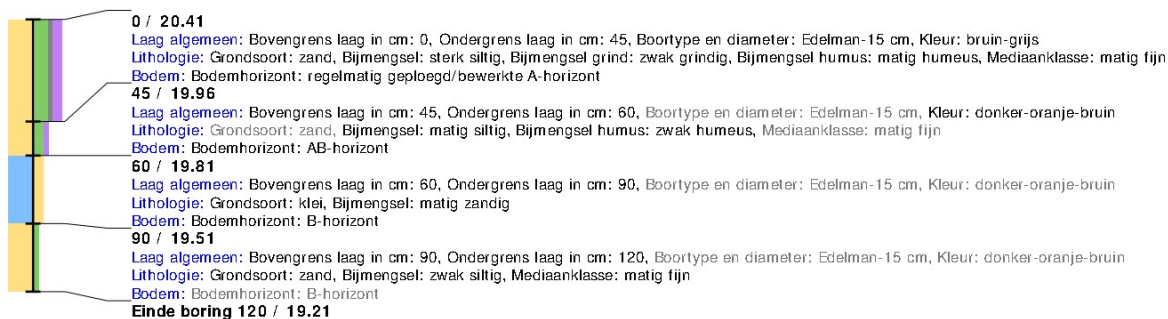 0 / 20.41
Laag algemeen: Bovengrens laag in cm: 0, Ondergrens laag in cm: 45, Boortype en diameter: Edelman-15 cm, Kleur: bruin-grijs
Lithologie: Grondsoort: zand, Bijmengsel: sterk siltig, Bijmengsel grind: zwak grindig, Bijmengsel humus: matig humeus, Mediaanklasse: matig fijn
Bodem: Bodemhorizont: regelmatig geploegd/bewerkte A-horizont
45 / 19.96
Laag algemeen: Bovengrens laag in cm: 45, Ondergrens laag in cm: 60, Boortype en diameter: Edelman-15 cm, Kleur: donker-oranje-bruin
Lithologie: Grondsoort: zand, Bijmengsel: matig siltig, Bijmengsel humus: zwak humeus, Mediaanklasse: matig fijn
Bodem: Bodemhorizont: AB-horizont
60 / 19.81
Laag algemeen: Bovengrens laag in cm: 60, Ondergrens laag in cm: 90, Boortype en diameter: Edelman-15 cm, Kleur: donker-oranje-bruin
Lithologie: Grondsoort: klei, Bijmengsel: matig zandig
Bodem: Bodemhorizont: B-horizont
90 / 19.51
Laag algemeen: Bovengrens laag in cm: 90, Ondergrens laag in cm: 120, Boortype en diameter: Edelman-15 cm, Kleur: donker-oranje-bruin
Lithologie: Grondsoort: zand, Bijmengsel: zwak siltig, Mediaanklasse: matig fijn
Bodem: Bodemhorizont: B-horizont
Einde boring 120 / 19.21